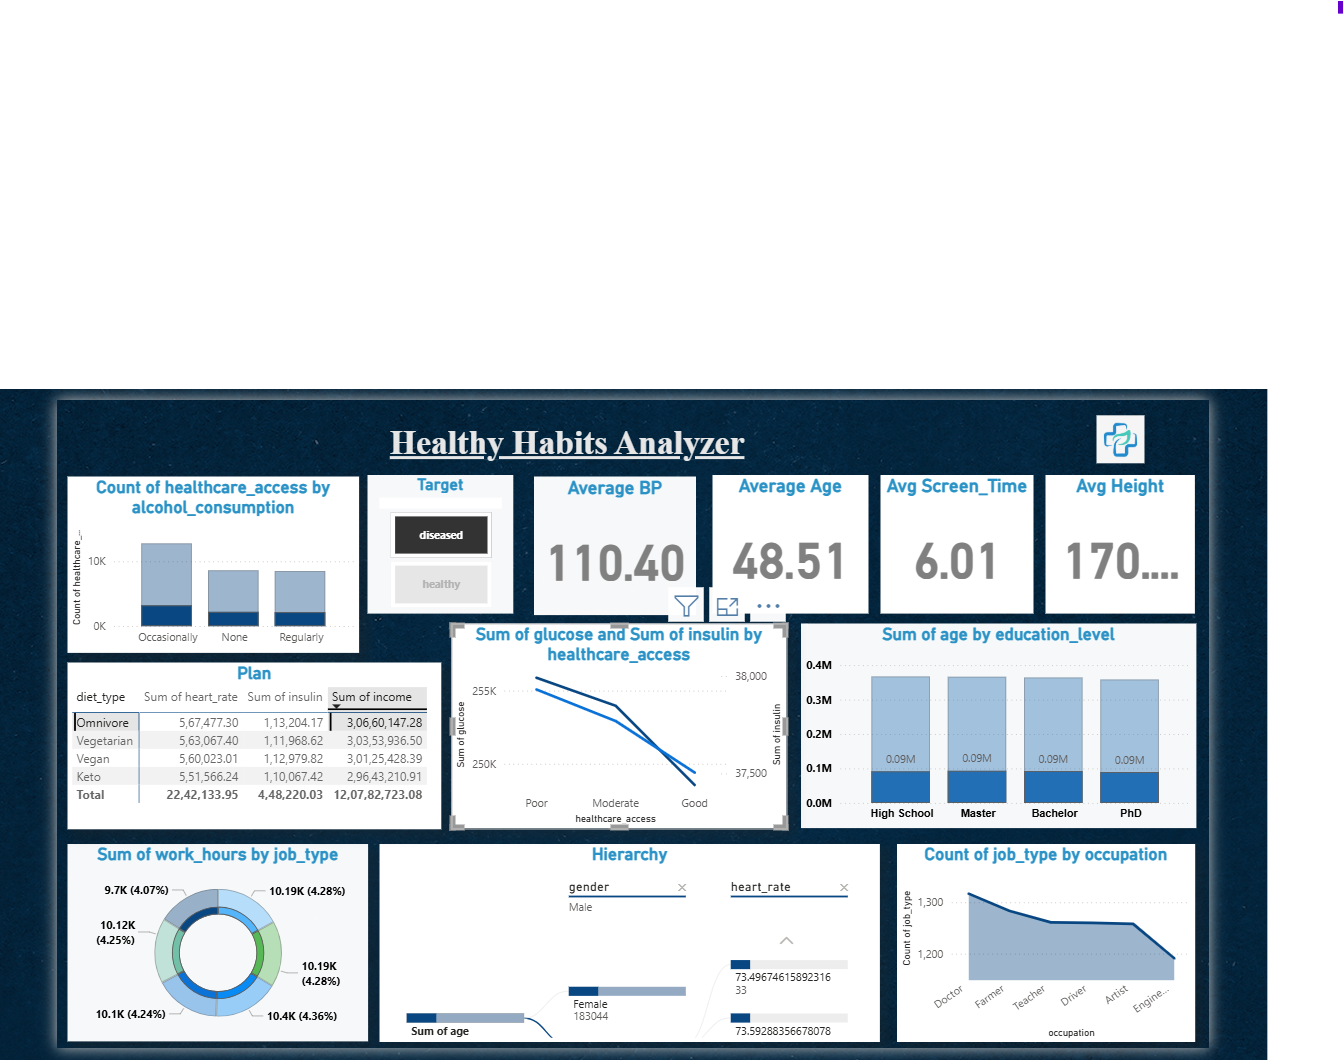 Healthy Habits Analyzer
Count of healthcare_access by
alcohol_consumption
Count of healthcare_...
10K
0K
Occasionally
None
Regularly
Target
diseased
healthy
Average BP
110.40
Average Age
48.51
Avg Screen_Time
6.01
Avg Height
170....
Plan
diet_type Sum of heart_rate Sum of insulin Sum of income
Omnivore 5,67,477.30 1,13,204.17 3,06,60,147.28
Vegetarian 5,63,067.40 1,11,968.62 3,03,53,936.50
Vegan 5,60,023.01 1,12,979.82 3,01,25,428.39
Keto 5,51,566.24 1,10,067.42 2,96,43,210.91
Total 22,42,133.95 4,48,220.03 12,07,82,723.08
Sum of glucose and Sum of insulin by
healthcare_access
Sum of glucose
255K
250K
38,000
37,500
Sum of insulin
Poor
Moderate
Good
healthcare_access
Sum of age by education_level
0.4M
0.3M
0.2M
0.1M
0.0M
0.09M
0.09M
0.09M
0.09M
High School
Master
Bachelor
PhD
Sum of work_hours by job_type
9.7K (4.07%)
10.19K (4.28%)
10.12K
(4.25%)
10.19K
(4.28%)
10.1K (4.24%)
10.4K (4.36%)
Hierarchy
gender
Male
heart_rate
73.49674615892316
33
Female
183044
Sum of age
73.59288356678078
Count of job_type by occupation
Count of job_type
1,300
1,200
Doctor
Farmer
Teacher
Driver
Artist
Engine...
occupation